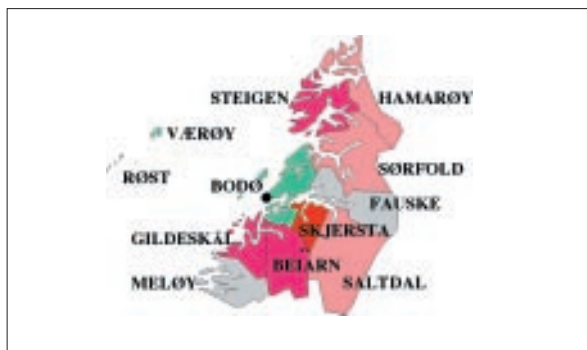 STEIGEN
HAMARØY
VÆRØY
SØRFOLD
RØST
BODØ
FAUSKE
SKJERSTA
GILDESKÅL
BEIARN
MELØY
SALTDAL